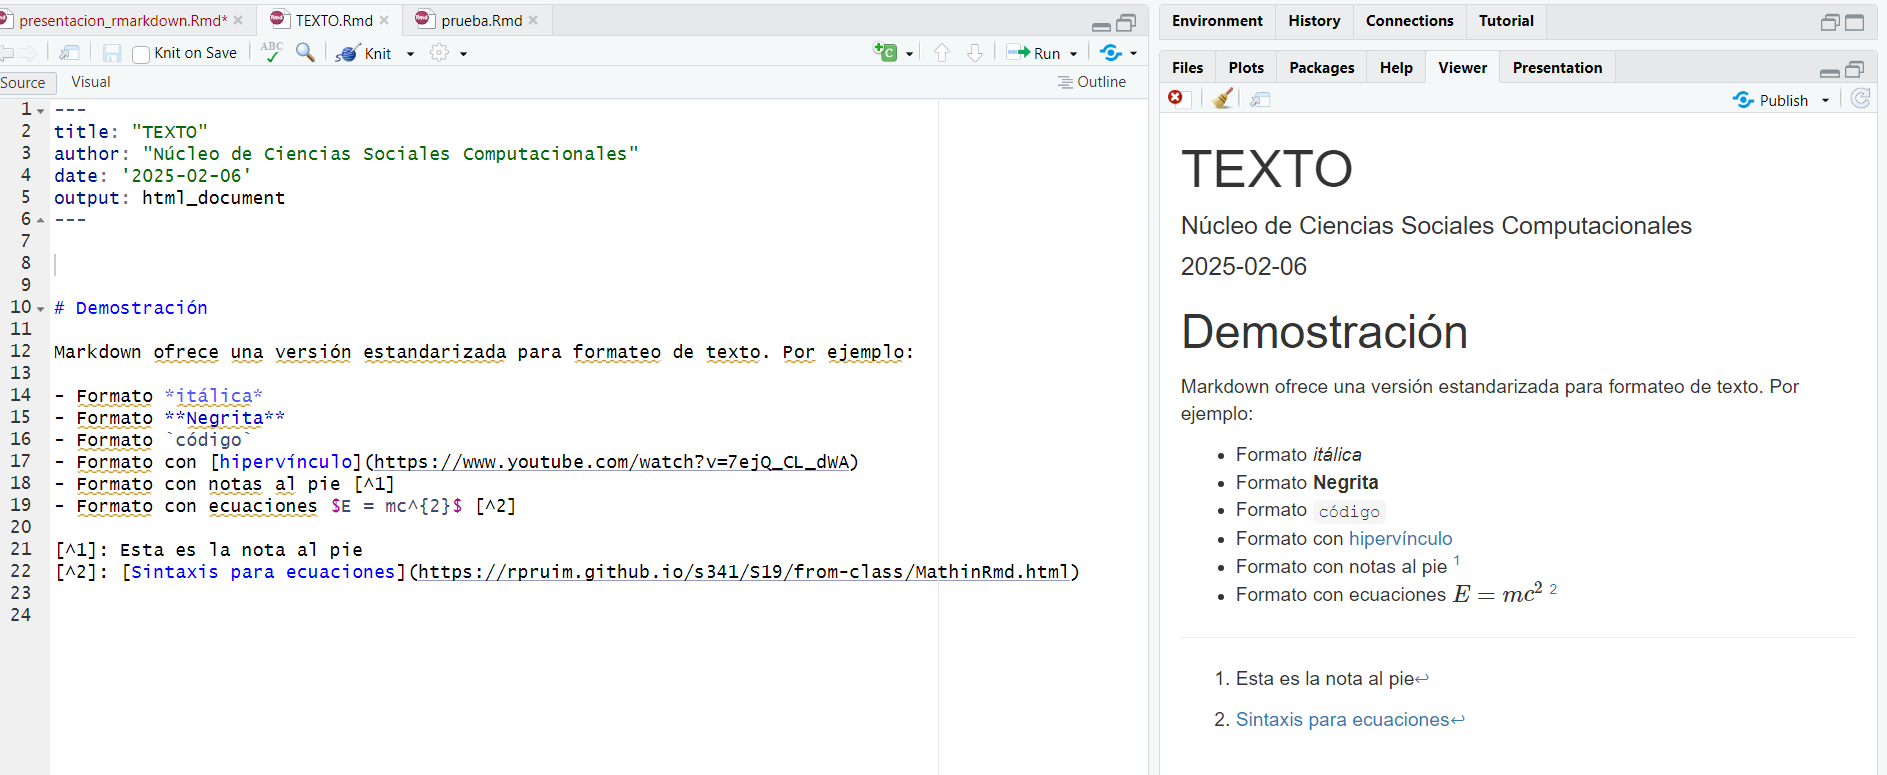 presentacion_rmarkdown.Rmd* × TEXTO.Rmd × prueba.Rmd ×
Knit on Save ABC Knit Run
Source Visual Outline
1 ---
2 title: "TEXTO"
3 author: "Núcleo de Ciencias Sociales Computacionales"
4 date: '2025-02-06'
5 output: html_document
6 ---
7
8
9
10 # Demostración
11
12 Markdown ofrece una versión estandarizada para formateo de texto. Por ejemplo:
13
14 - Formato *itálica*
15 - Formato **Negrita**
16 - Formato `código`
17 - Formato con [hipervínculo](https://www.youtube.com/watch?v=7ejQ_CL_dWA)
18 - Formato con notas al pie [^1]
19 - Formato con ecuaciones $E = mc^{2}$ [^2]
20
21 [^1]: Esta es la nota al pie
22 [^2]: [Sintaxis para ecuaciones](https://rpruim.github.io/s341/S19/from-class/MathinRmd.html)
23
24
Environment History Connections Tutorial
Files Plots Packages Help Viewer Presentation
Publish
TEXTO
Núcleo de Ciencias Sociales Computacionales
2025-02-06
Demostración
Markdown ofrece una versión estandarizada para formateo de texto. Por
ejemplo:
• Formato itálica
• Formato Negrita
• Formato código
• Formato con hipervínculo
• Formato con notas al pie 1
• Formato con ecuaciones E = mc² 2
1. Esta es la nota al pie↩
2. Sintaxis para ecuaciones↩